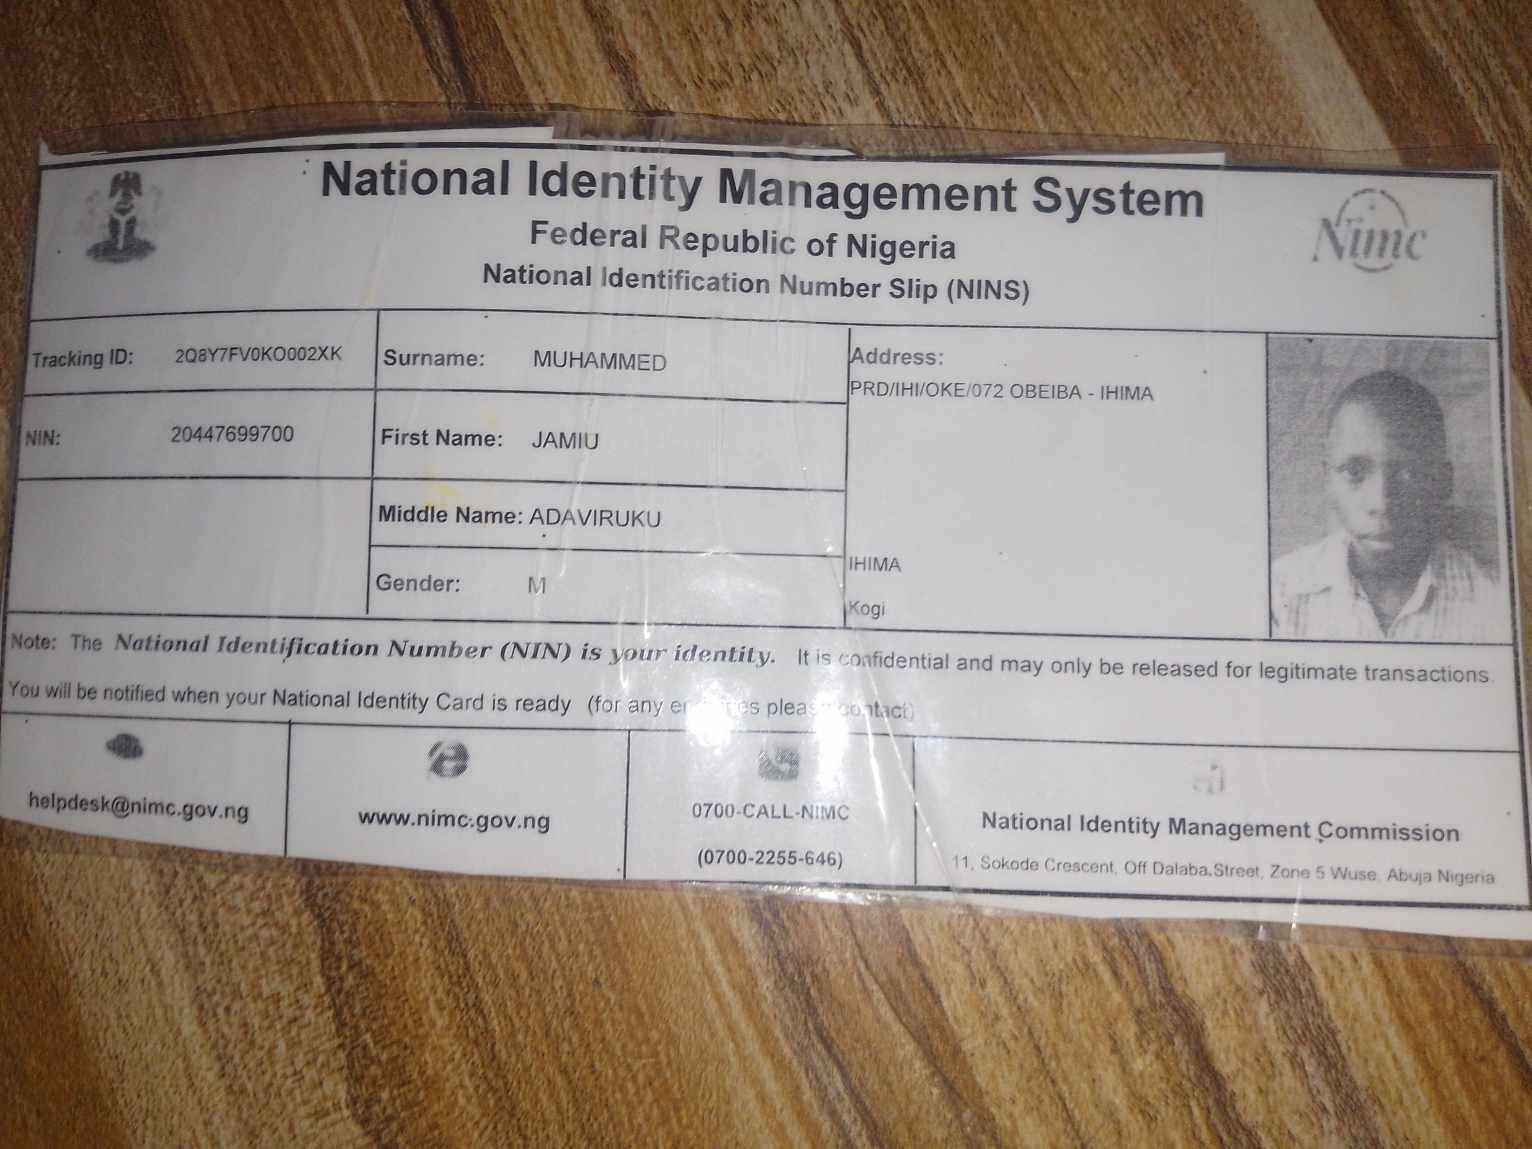 National Identity Management System
Federal Republic of Nigeria
National Identification Number Slip (NINS)
Nimc
Tracking ID: 2Q8Y7FV0KO002XK
Surname: MUHAMMED
Address:
PRD/IHI/OKE/072 OBEIBA - IHIMA
NIN: 20447699700
First Name: JAMIU
Middle Name: ADAVIRUKU
Gender: M
IHIMA
Kogi
Note: The National Identification Number (NIN) is your identity. It is confidential and may only be released for legitimate transactions.
You will be notified when your National Identity Card is ready (for any please contact)
helpdesk@nimc.gov.ng
www.nimc.gov.ng
0700-CALL-NIMC
(0700-2255-646)
National Identity Management Commission
11, Sokode Crescent, Off Dalaba Street, Zone 5 Wuse, Abuja Nigeria